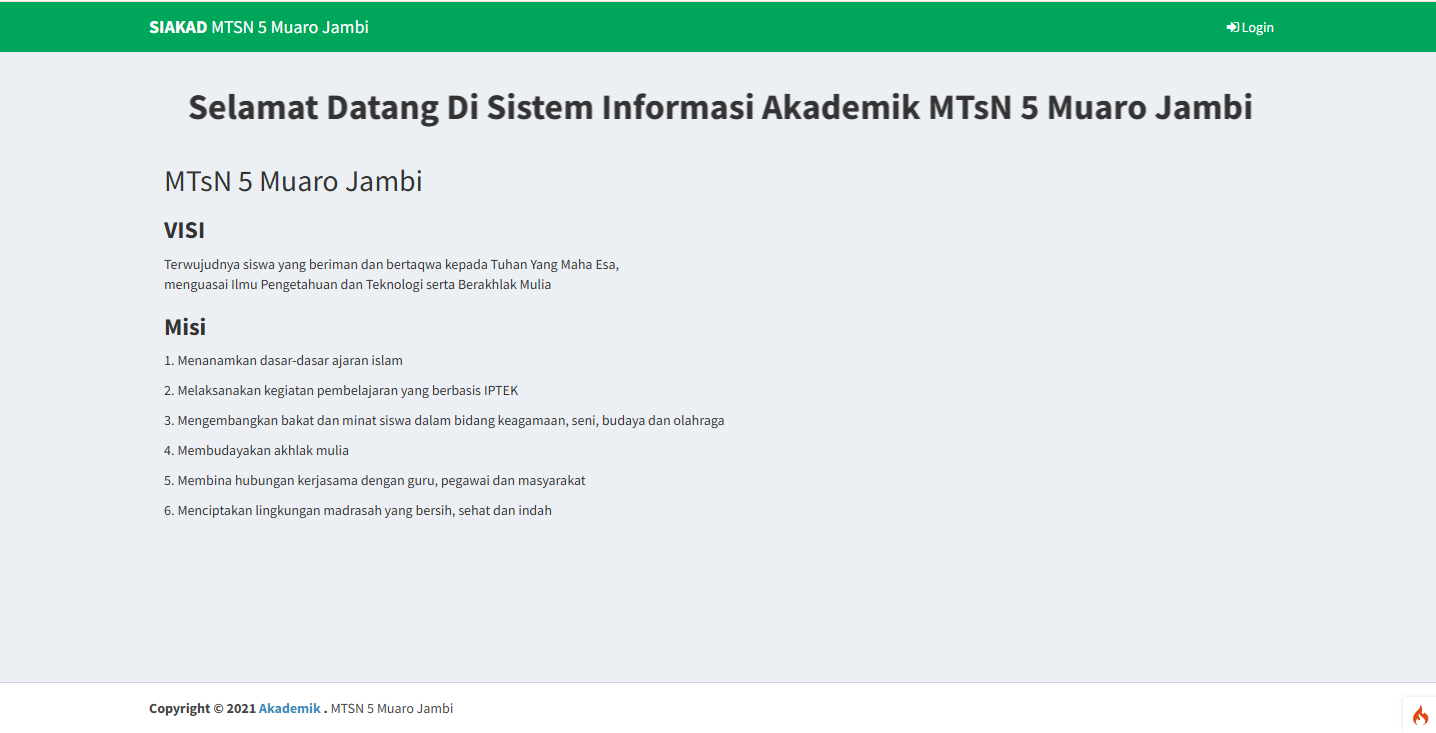 SIAKAD MTSN 5 Muaro Jambi
Login
Selamat Datang Di Sistem Informasi Akademik MTsN 5 Muaro Jambi
MTsN 5 Muaro Jambi
VISI
Terwujudnya siswa yang beriman dan bertaqwa kepada Tuhan Yang Maha Esa,
menguasai Ilmu Pengetahuan dan Teknologi serta Berakhlak Mulia
Misi
1. Menanamkan dasar-dasar ajaran islam
2. Melaksanakan kegiatan pembelajaran yang berbasis IPTEK
3. Mengembangkan bakat dan minat siswa dalam bidang keagamaan, seni, budaya dan olahraga
4. Membudayakan akhlak mulia
5. Membina hubungan kerjasama dengan guru, pegawai dan masyarakat
6. Menciptakan lingkungan madrasah yang bersih, sehat dan indah
Copyright © 2021 Akademik . MTSN 5 Muaro Jambi